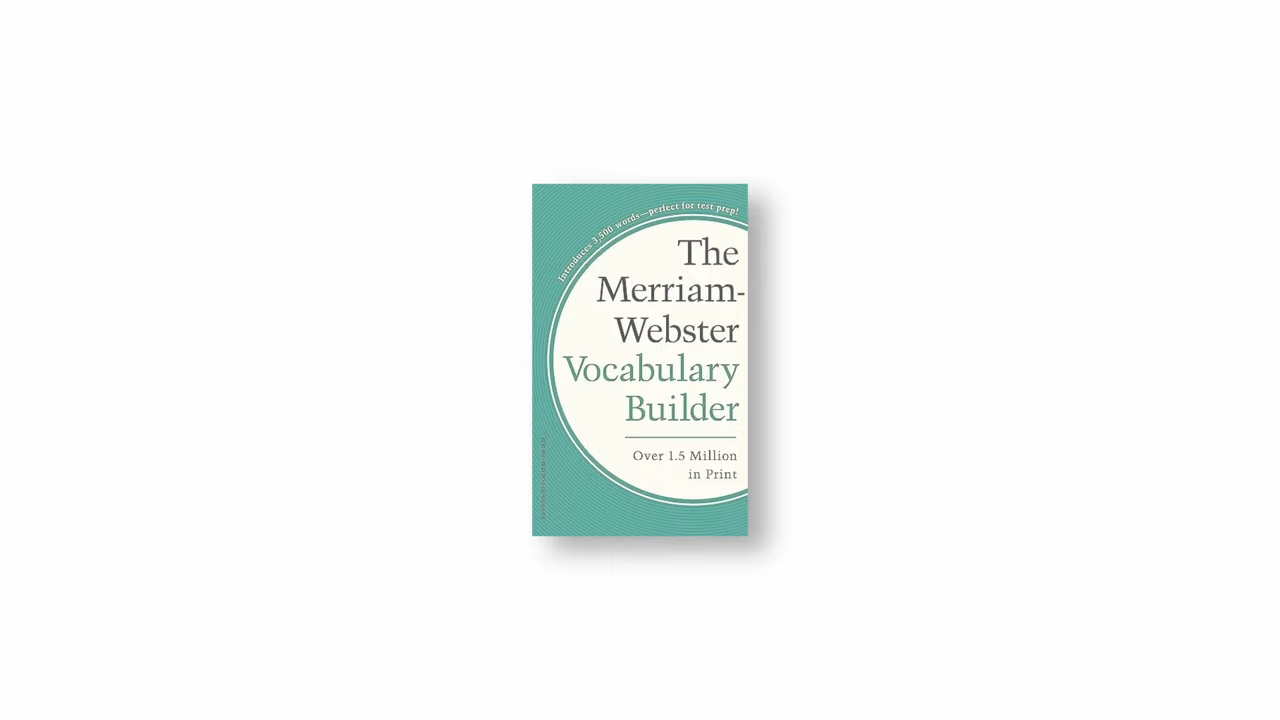 Introduces 3,500 words—perfect for test prep!
The
Merriam-
Webster
Vocabulary
Builder
Over 1.5 Million
in Print